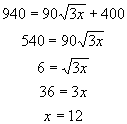 940 = 90√3x + 400
540 = 90√3x
6 = √3x
36 = 3x
x = 12